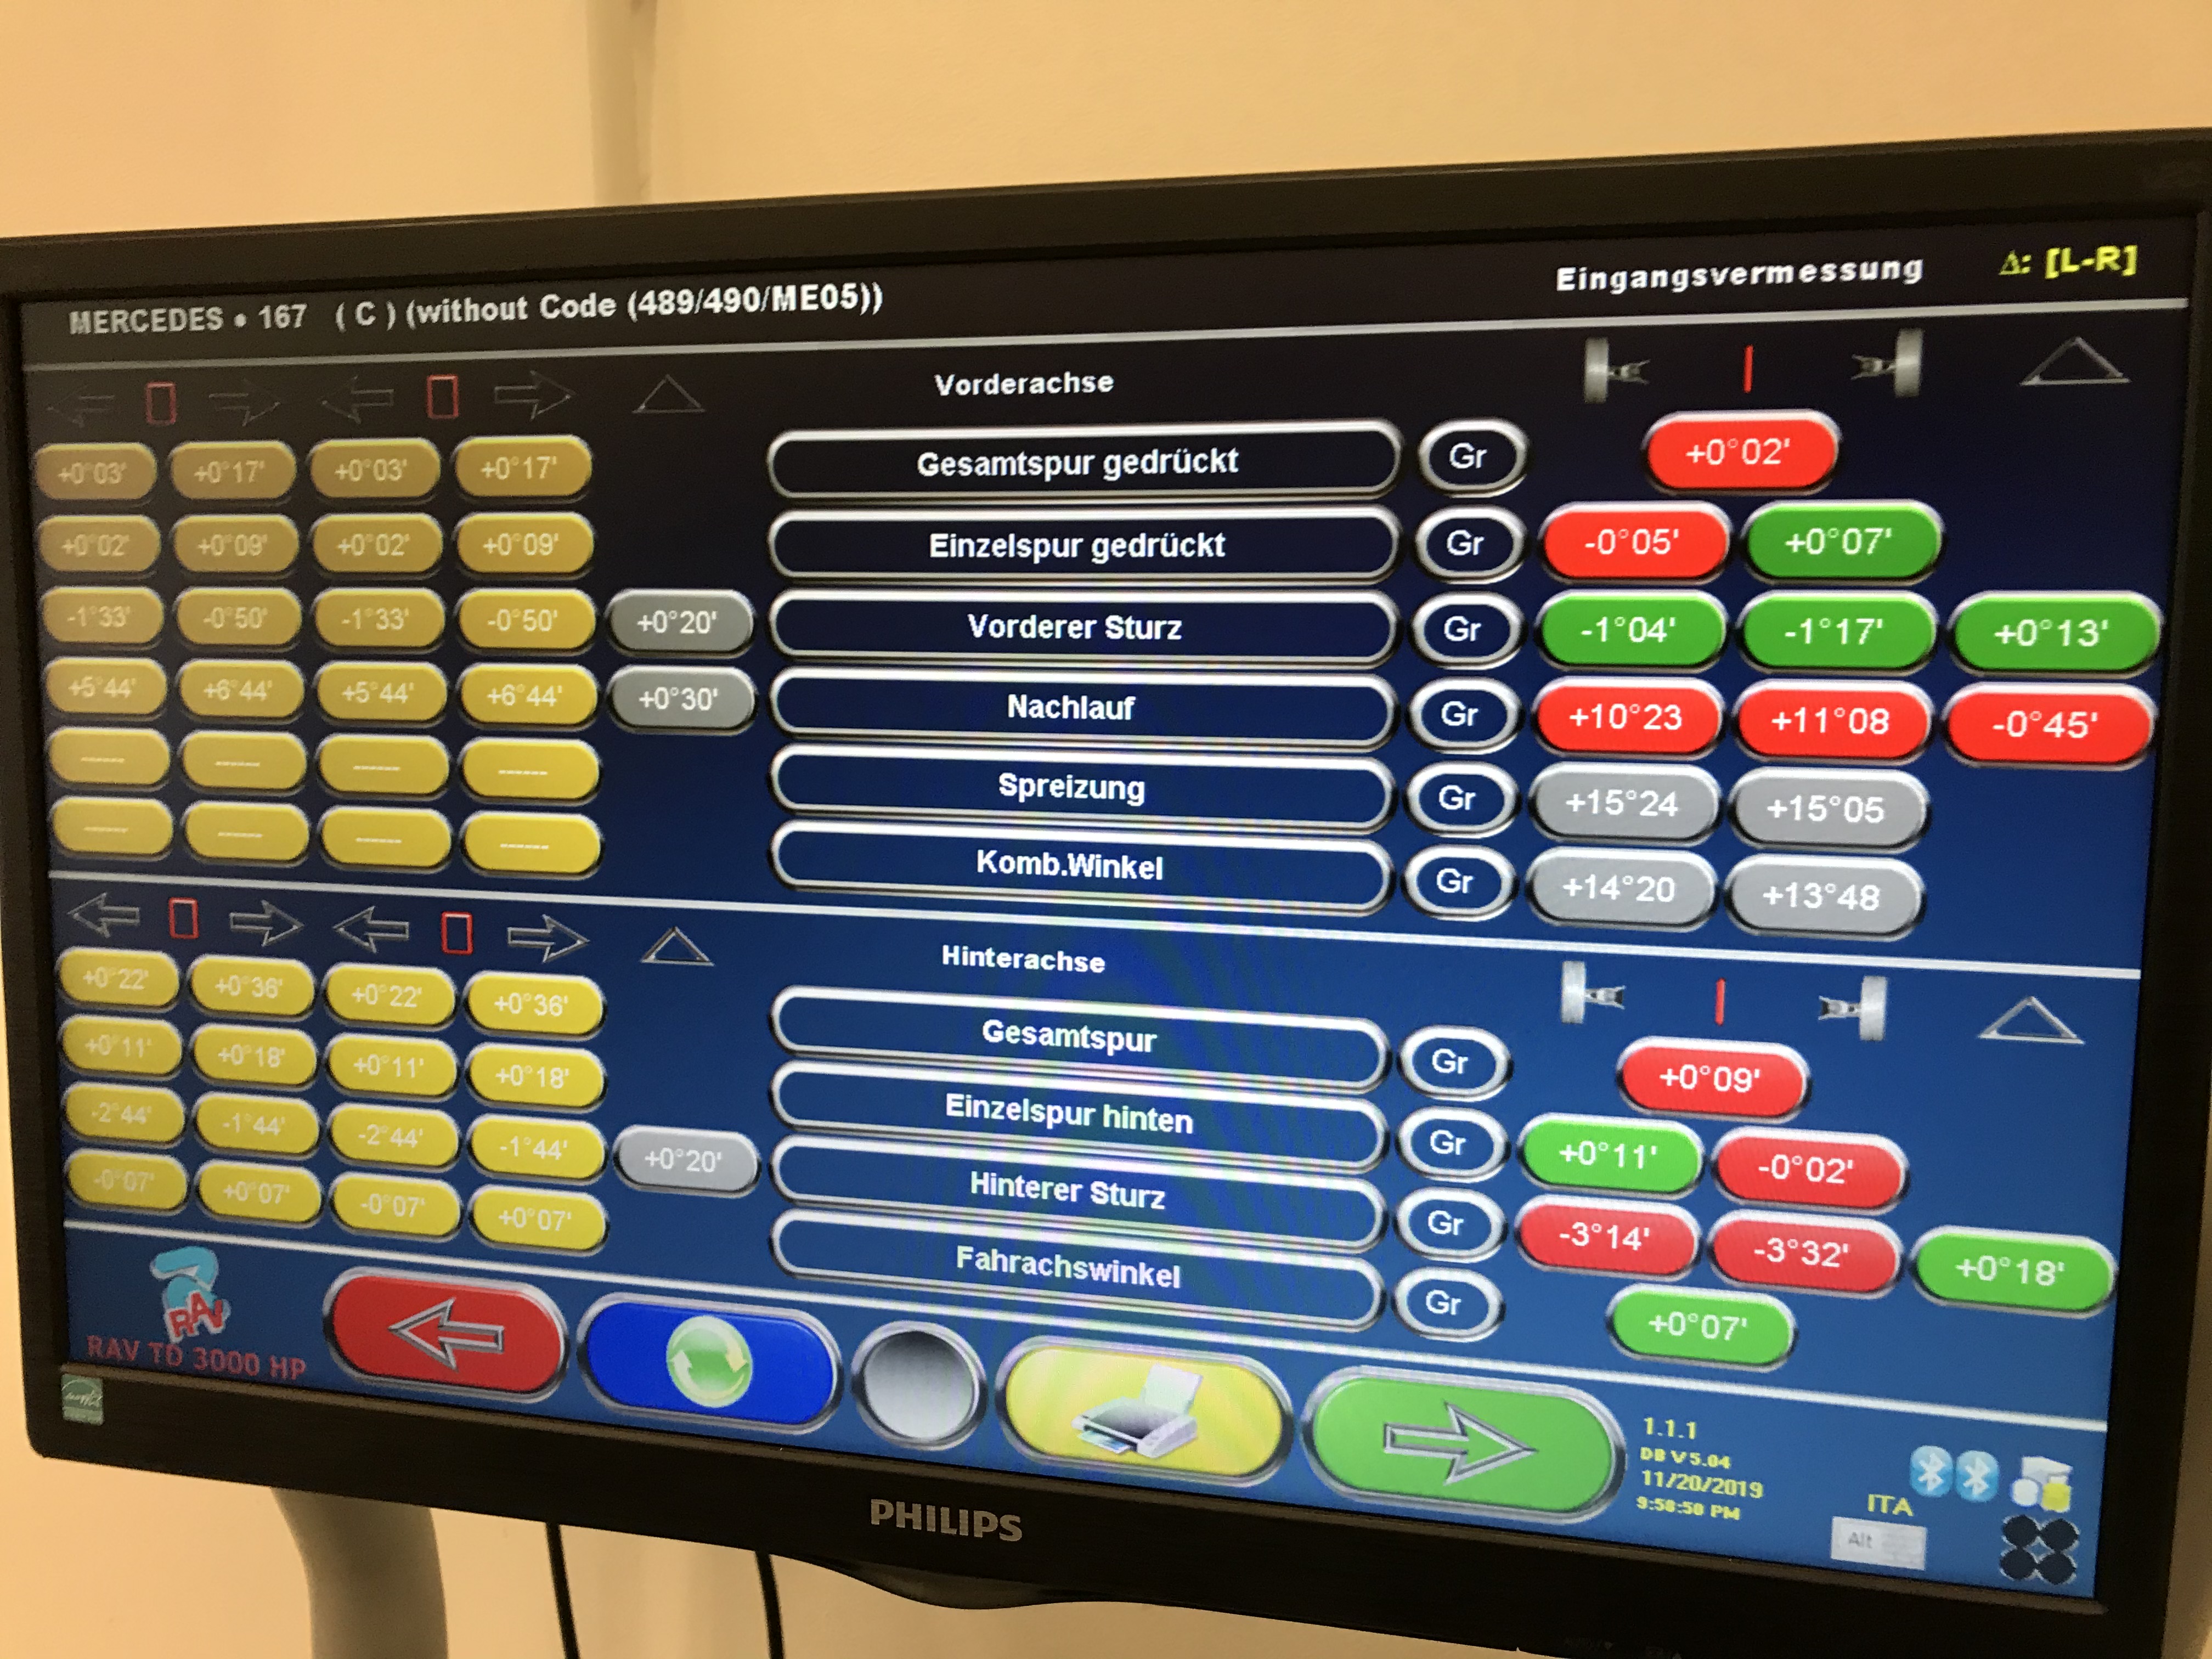 MERCEDES • 167 ( C ) (without Code (489/490/ME05))
Eingangsvermessung
Δ: [L-R]
Vorderachse
+0°03' +0°17' +0°03' +0°17' Gesamtspur gedrückt Gr +0°02'
+0°02' +0°09' +0°02' +0°09' Einzelspur gedrückt Gr -0°05' +0°07'
-1°33' -0°50' -1°33' -0°50' +0°20' Vorderer Sturz Gr -1°04' -1°17' +0°13'
+5°44' +6°44' +5°44' +6°44' +0°30' Nachlauf Gr +10°23 +11°08 -0°45'
------ ------ ------ ------ Spreizung Gr +15°24 +15°05
------ ------ ------ ------ Komb.Winkel Gr +14°20 +13°48
Hinterachse
+0°22' +0°36' +0°22' +0°36' Gesamtspur Gr +0°09'
+0°11' +0°18' +0°11' +0°18' Einzelspur hinten Gr +0°11' -0°02'
-2°44' -1°44' -2°44' -1°44' +0°20' Hinterer Sturz Gr -3°14' -3°32' +0°18'
-0°07' +0°07' -0°07' +0°07' Fahrachswinkel Gr +0°07'
RAV
RAV TD 3000 HP
1.1.1
DB V 5.04
11/20/2019
9:58:50 PM
ITA
Alt
PHILIPS